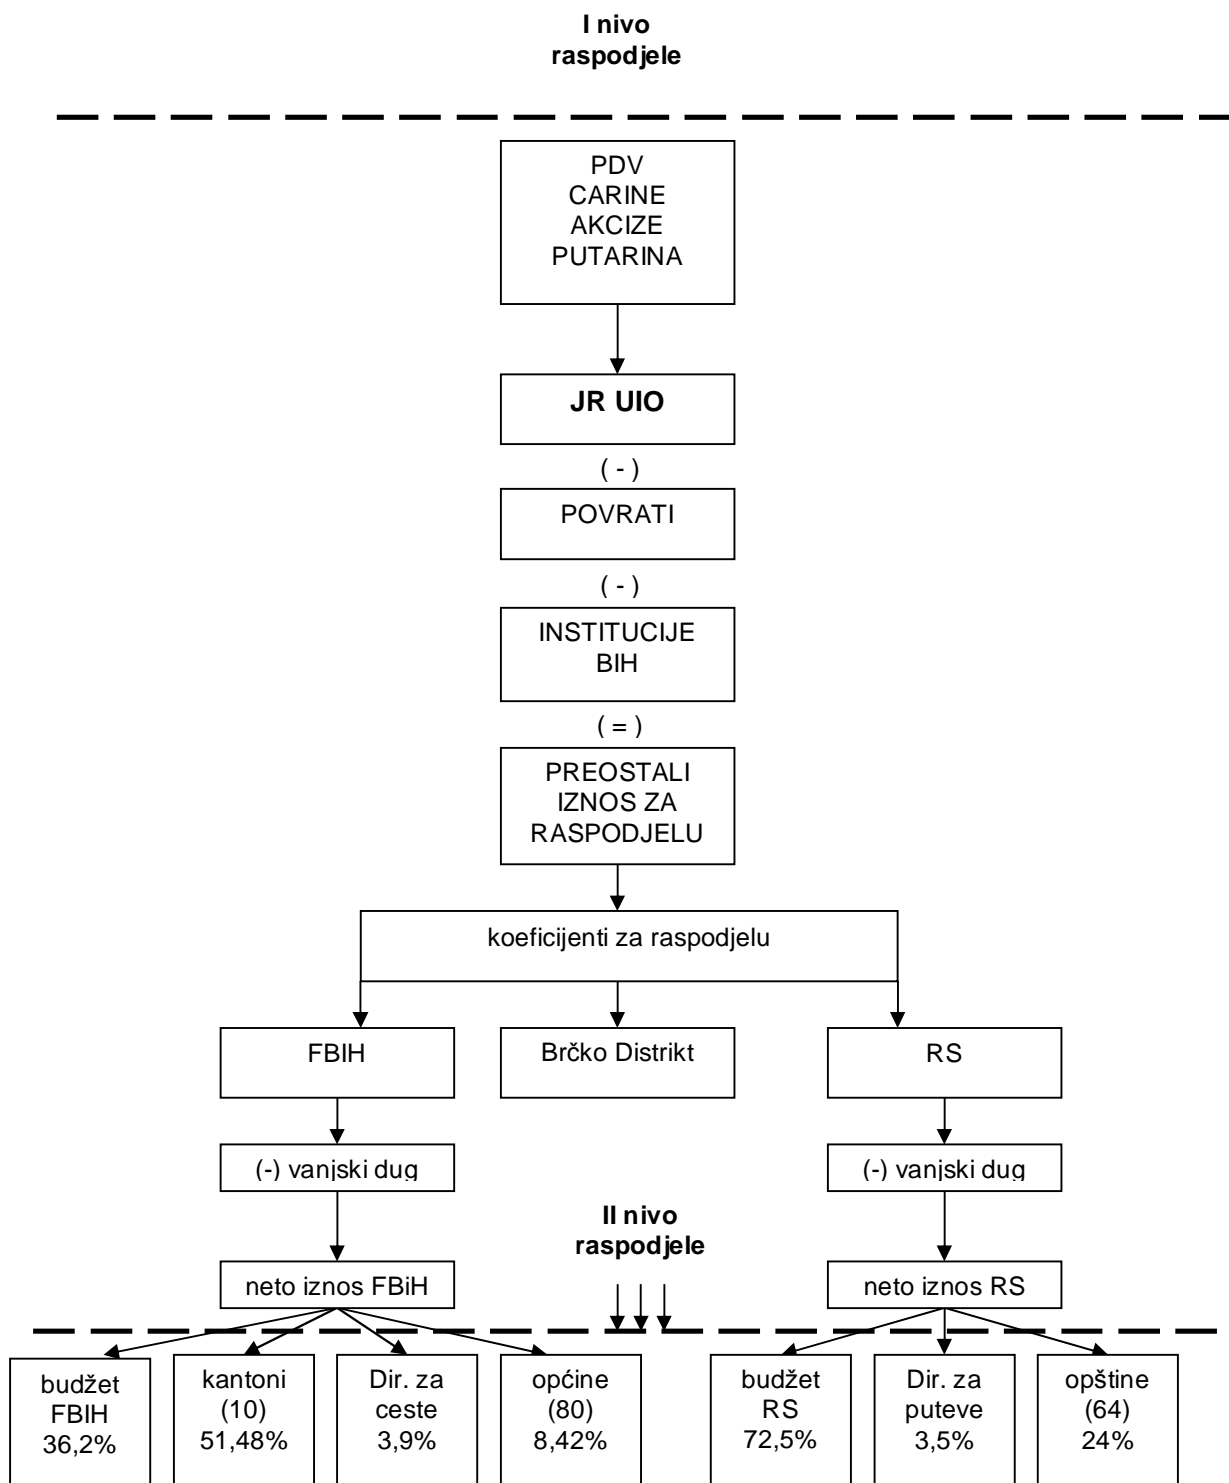 I nivo
raspodjele
PDV
CARINE
AKCIZE
PUTARINA
JR UIO
( - )
POVRATI
( - )
INSTITUCIJE
BIH
( = )
PREOSTALI
IZNOS ZA
RASPODJELU
koeficijenti za raspodjelu
FBIH
Brčko Distrikt
RS
(-) vanjski dug
(-) vanjski dug
II nivo
raspodjele
neto iznos FBiH
neto iznos RS
budžet
FBIH
36,2%
kantoni
(10)
51,48%
Dir. za
ceste
3,9%
općine
(80)
8,42%
budžet
RS
72,5%
Dir. za
puteve
3,5%
opštine
(64)
24%